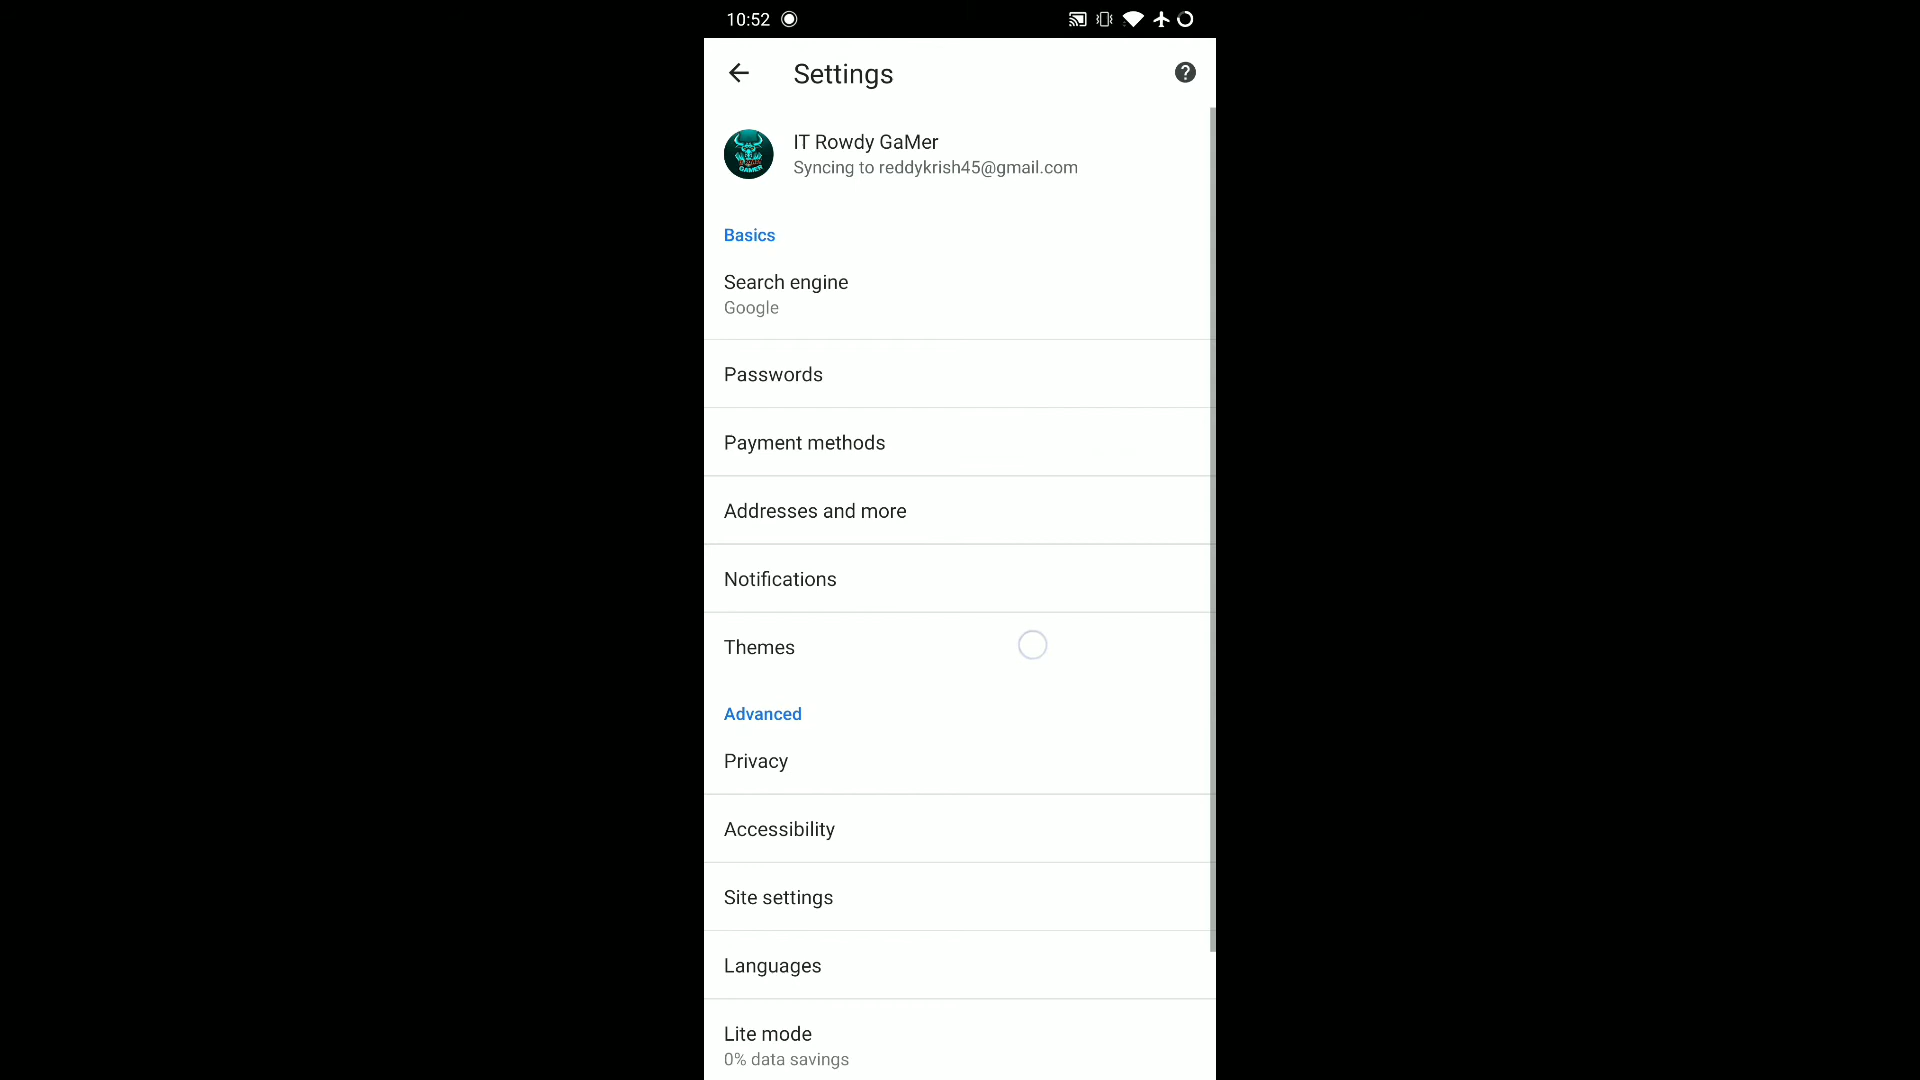 10:52
Settings
IT Rowdy GaMer
Syncing to reddykrish45@gmail.com
Basics
Search engine
Google
Passwords
Payment methods
Addresses and more
Notifications
Themes
Advanced
Privacy
Accessibility
Site settings
Languages
Lite mode
0% data savings